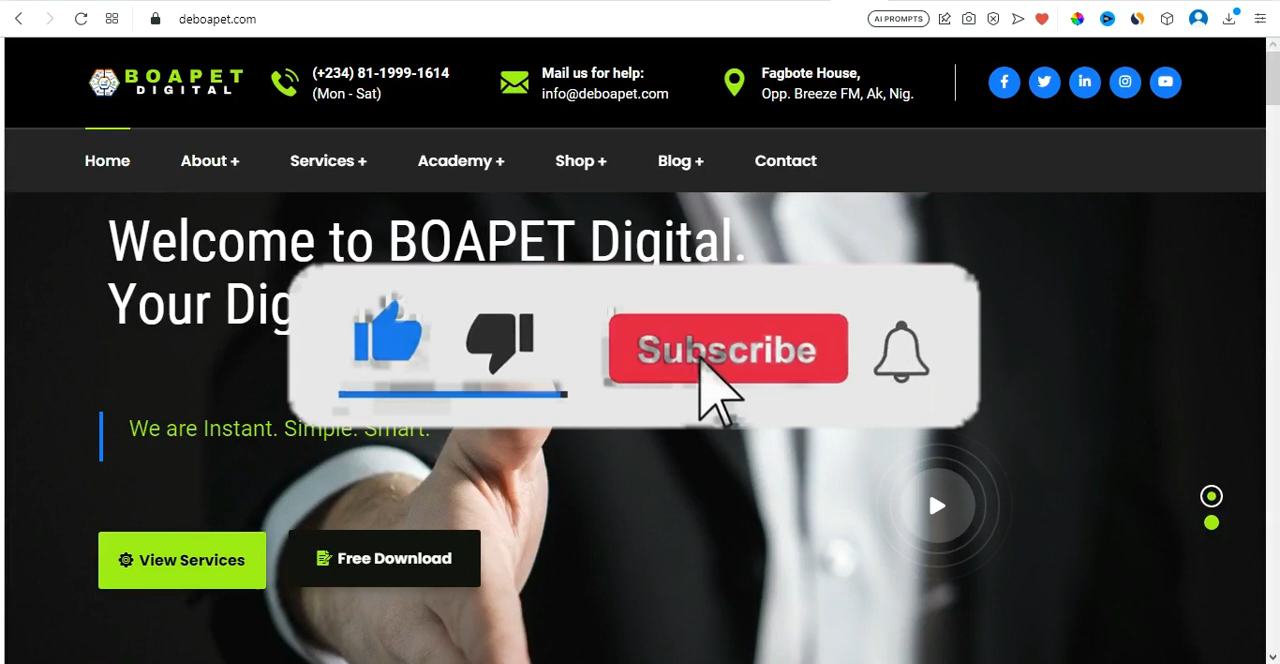 deboapet.com
AI PROMPTS
BOAPET
DIGITAL
(+234) 81-1999-1614
(Mon - Sat)
Mail us for help:
info@deboapet.com
Fagbote House,
Opp. Breeze FM, Ak, Nig.
Home About + Services + Academy + Shop + Blog + Contact
Welcome to BOAPET Digital.
Your Dig
Subscribe
We are Instant. Simple. Smart.
View Services
Free Download